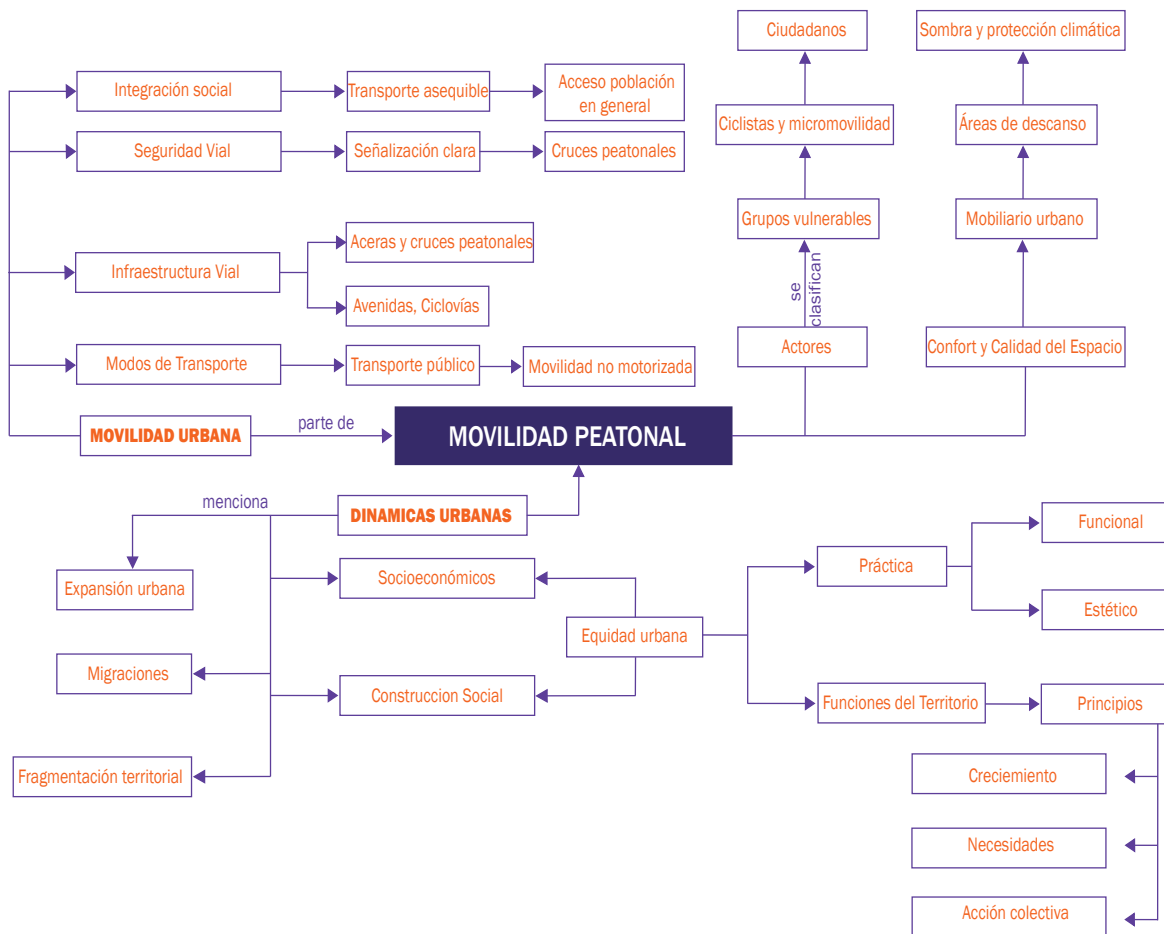 Ciudadanos
Sombra y protección climática
Integración social
Transporte asequible
Acceso población
en general
Ciclistas y micromovilidad
Áreas de descanso
Seguridad Vial
Señalización clara
Cruces peatonales
Grupos vulnerables
Mobiliario urbano
Aceras y cruces peatonales
Infraestructura Vial
Avenidas, Ciclovías
se
clasifican
Actores
Confort y Calidad del Espacio
Modos de Transporte
Transporte público
Movilidad no motorizada
MOVILIDAD URBANA
parte de
MOVILIDAD PEATONAL
menciona
DINAMICAS URBANAS
Funcional
Práctica
Socioeconómicos
Expansión urbana
Estético
Equidad urbana
Migraciones
Construccion Social
Funciones del Territorio
Principios
Fragmentación territorial
Creciemiento
Necesidades
Acción colectiva